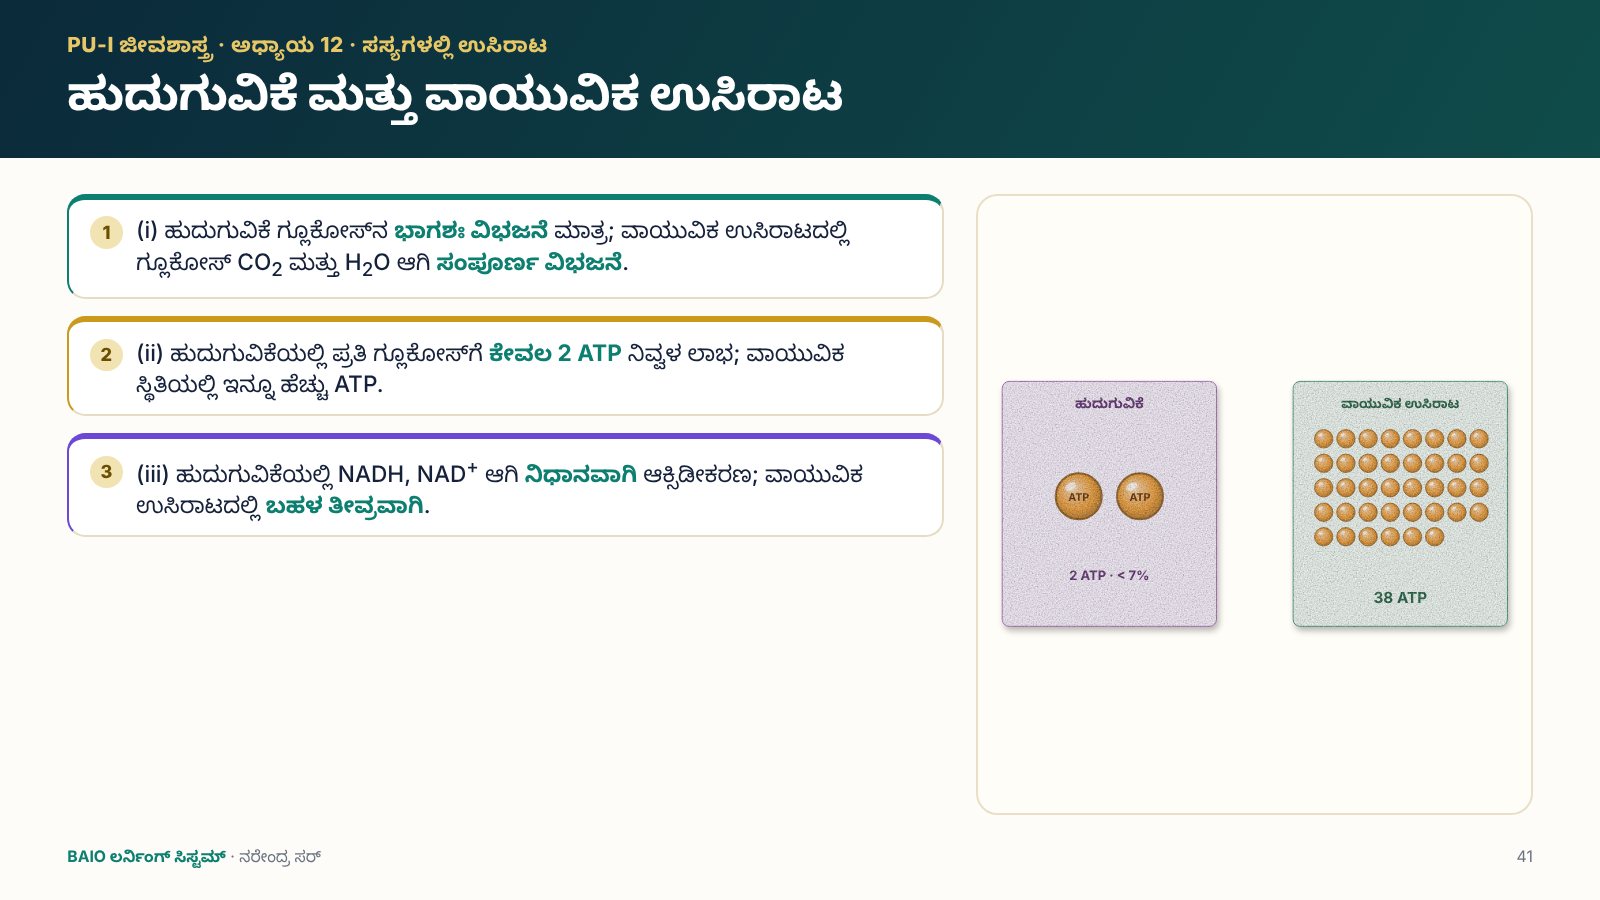 PU-I ಜೀವಶಾಸ್ತ್ರ · ಅಧ್ಯಾಯ 12 · ಸಸ್ಯಗಳಲ್ಲಿ ಉಸಿರಾಟ
ಹುದುಗುವಿಕೆ ಮತ್ತು ವಾಯುವಿಕ ಉಸಿರಾಟ
1 (i) ಹುದುಗುವಿಕೆ ಗ್ಲೂಕೋಸ್‌ನ ಭಾಗಶಃ ವಿಭಜನೆ ಮಾತ್ರ; ವಾಯುವಿಕ ಉಸಿರಾಟದಲ್ಲಿ
ಗ್ಲೂಕೋಸ್ CO₂ ಮತ್ತು H₂O ಆಗಿ ಸಂಪೂರ್ಣ ವಿಭಜನೆ.
2 (ii) ಹುದುಗುವಿಕೆಯಲ್ಲಿ ಪ್ರತಿ ಗ್ಲೂಕೋಸ್‌ಗೆ ಕೇವಲ 2 ATP ನಿವ್ವಳ ಲಾಭ; ವಾಯುವಿಕ
ಸ್ಥಿತಿಯಲ್ಲಿ ಇನ್ನೂ ಹೆಚ್ಚು ATP.
3 (iii) ಹುದುಗುವಿಕೆಯಲ್ಲಿ NADH, NAD⁺ ಆಗಿ ನಿಧಾನವಾಗಿ ಆಕ್ಸಿಡೀಕರಣ; ವಾಯುವಿಕ
ಉಸಿರಾಟದಲ್ಲಿ ಬಹಳ ತೀವ್ರವಾಗಿ.
ಹುದುಗುವಿಕೆ
ATP ATP
2 ATP · < 7%
ವಾಯುವಿಕ ಉಸಿರಾಟ
38 ATP
BAIO ಲರ್ನಿಂಗ್ ಸಿಸ್ಟಮ್ · ನರೇಂದ್ರ ಸರ್
41